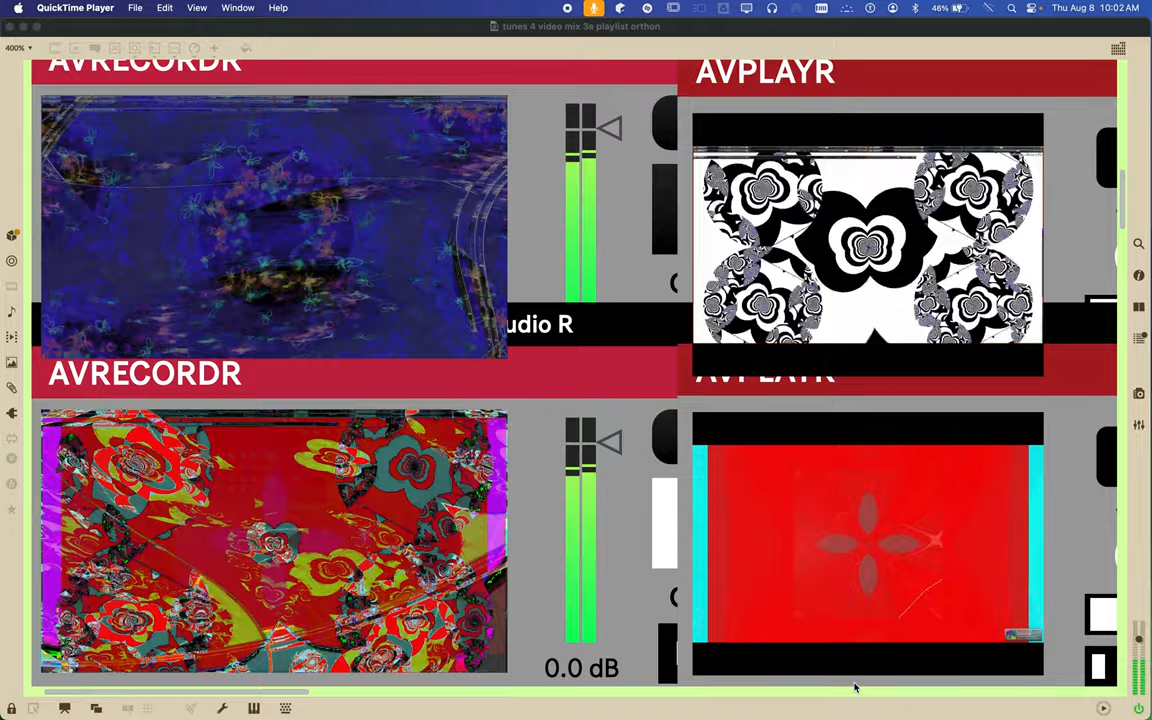 QuickTime Player File Edit View Window Help 46% Thu Aug 8 10:02 AM
tunes 4 video mix 3e playlist orthon
400%
AVRECORDR
AVPLAYR
udio R
AVRECORDR
AVPLAYR
0.0 dB